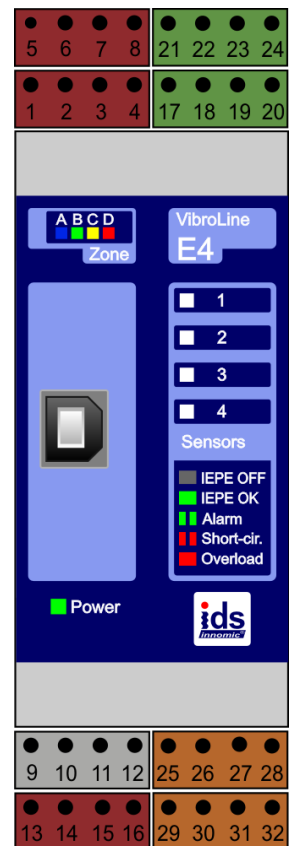 5 6 7 8 21 22 23 24
1 2 3 4 17 18 19 20
A B C D
Zone
VibroLine
E4
1
2
3
4
Sensors
IEPE OFF
IEPE OK
Alarm
Short-cir.
Overload
Power
ids
innomic
9 10 11 12 25 26 27 28
13 14 15 16 29 30 31 32